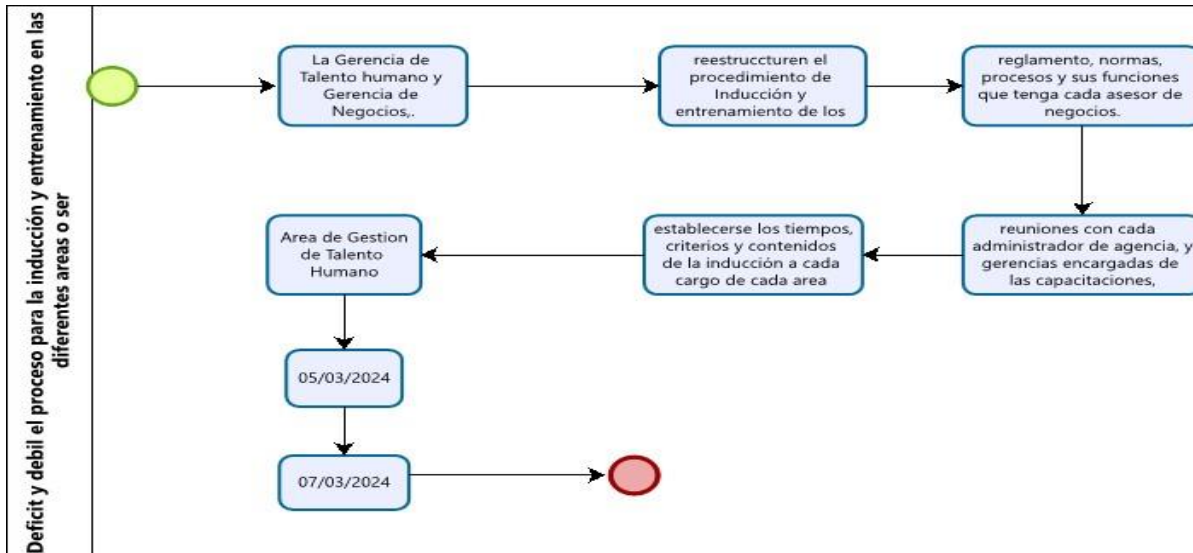 Deficit y debil el proceso para la inducción y entrenamiento en las
diferentes areas o ser
La Gerencia de
Talento humano y
Gerencia de
Negocios,.
reestruccturen el
procedimiento de
Inducción y
entrenamiento de los
reglamento, normas,
procesos y sus funciones
que tenga cada asesor de
negocios.
reuniones con cada
administrador de agencia, y
gerencias encargadas de
las capacitaciones,
establecerse los tiempos,
criterios y contenidos
de la inducción a cada
cargo de cada area
Area de Gestion
de Talento
Humano
05/03/2024
07/03/2024